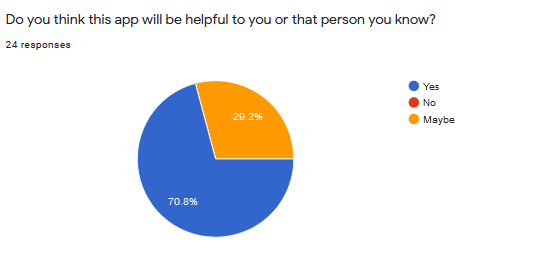 Do you think this app will be helpful to you or that person you know?
24 responses
Yes
No
Maybe
29.2%
70.8%